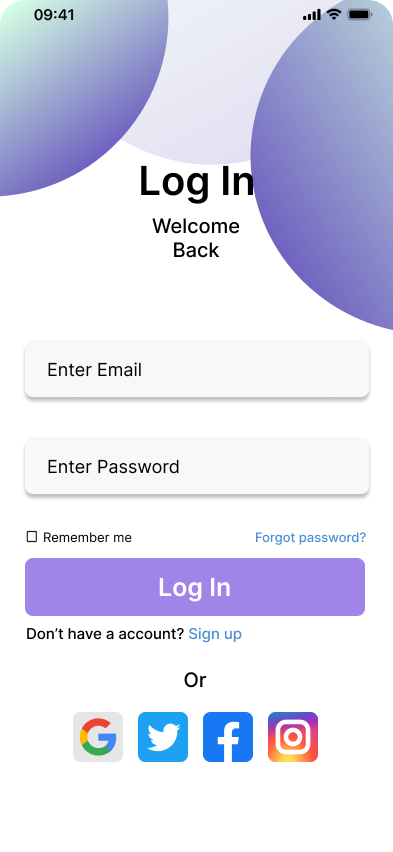 09:41
Log In
Welcome
Back
Enter Email
Enter Password
Remember me
Forgot password?
Log In
Don’t have a account? Sign up
Or